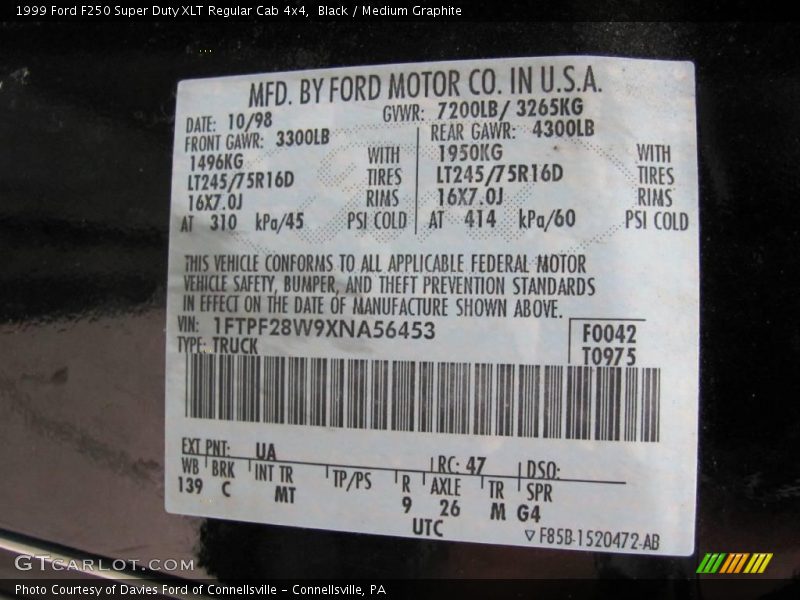 1999 Ford F250 Super Duty XLT Regular Cab 4x4,  Black / Medium Graphite
MFD. BY FORD MOTOR CO. IN U.S.A.
DATE: 10/98 GVWR: 7200LB/ 3265KG
FRONT GAWR: 3300LB REAR GAWR: 4300LB
1496KG WITH 1950KG WITH
LT245/75R16D TIRES LT245/75R16D TIRES
16X7.0J RIMS 16X7.0J RIMS
AT 310 kPa/45 PSI COLD AT 414 kPa/60 PSI COLD
THIS VEHICLE CONFORMS TO ALL APPLICABLE FEDERAL MOTOR
VEHICLE SAFETY, BUMPER, AND THEFT PREVENTION STANDARDS
IN EFFECT ON THE DATE OF MANUFACTURE SHOWN ABOVE.
VIN: 1FTPF28W9XNA56453 F0042
TYPE: TRUCK T0975
EXT PNT: UA RC: 47 DSO:
WB BRK INT TR TP/PS R AXLE TR SPR
139 C MT 9 26 M G4
UTC
▽F85B-1520472-AB
GTCARLOT.COM
Photo Courtesy of Davies Ford of Connellsville – Connellsville, PA